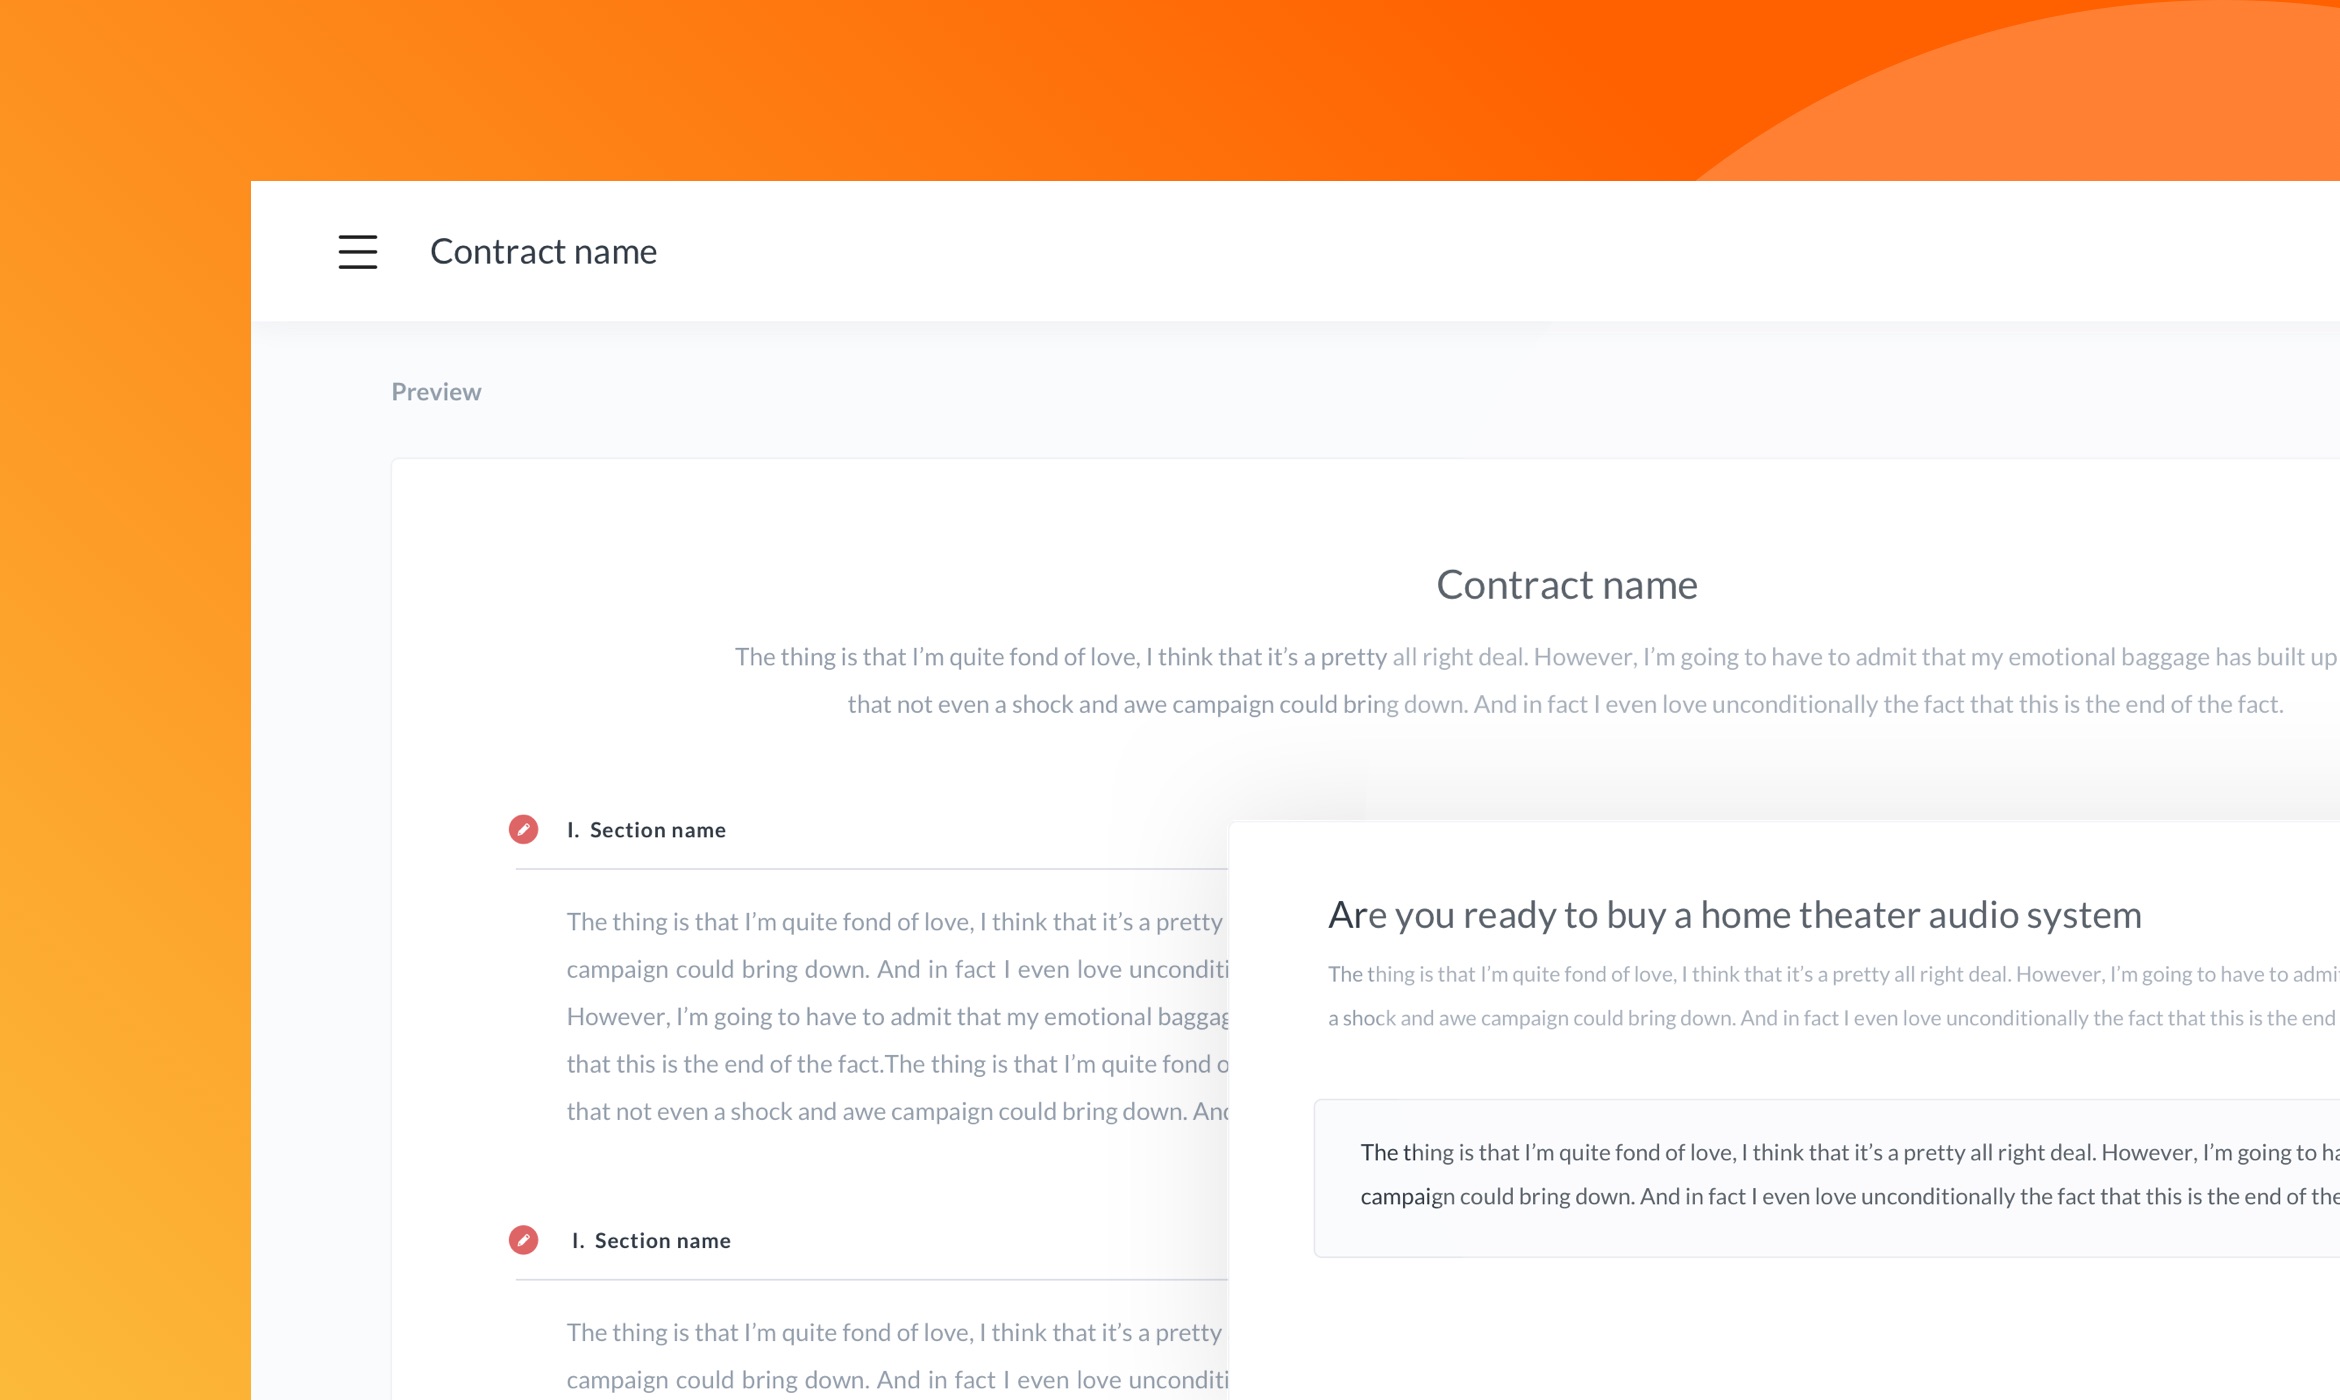 Contract name
Preview
Contract name
The thing is that I’m quite fond of love, I think that it’s a pretty all right deal. However, I’m going to have to admit that my emotional baggage has built up
that not even a shock and awe campaign could bring down. And in fact I even love unconditionally the fact that this is the end of the fact.
I. Section name
The thing is that I’m quite fond of love, I think that it’s a pretty
campaign could bring down. And in fact I even love unconditi
However, I’m going to have to admit that my emotional baggag
that this is the end of the fact.The thing is that I’m quite fond o
that not even a shock and awe campaign could bring down. And
I. Section name
The thing is that I’m quite fond of love, I think that it’s a pretty
campaign could bring down. And in fact I even love unconditi
Are you ready to buy a home theater audio system
The thing is that I’m quite fond of love, I think that it’s a pretty all right deal. However, I’m going to have to admi
a shock and awe campaign could bring down. And in fact I even love unconditionally the fact that this is the end
The thing is that I’m quite fond of love, I think that it’s a pretty all right deal. However, I’m going to ha
campaign could bring down. And in fact I even love unconditionally the fact that this is the end of the